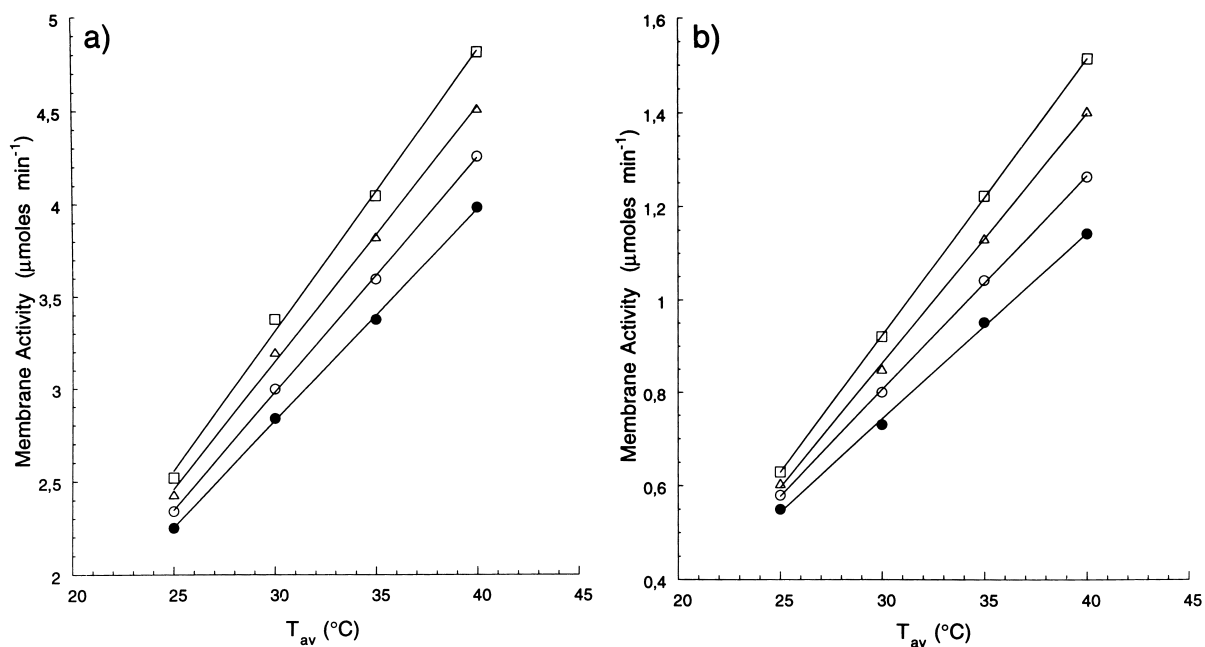 a)
5
4,5
4
3,5
3
2,5
2
Membrane Activity (μmoles min-1)
20 25 30 35 40 45
Tav (°C)
b)
1,6
1,4
1,2
1
0,8
0,6
0,4
Membrane Activity (μmoles min-1)
20 25 30 35 40 45
Tav (°C)